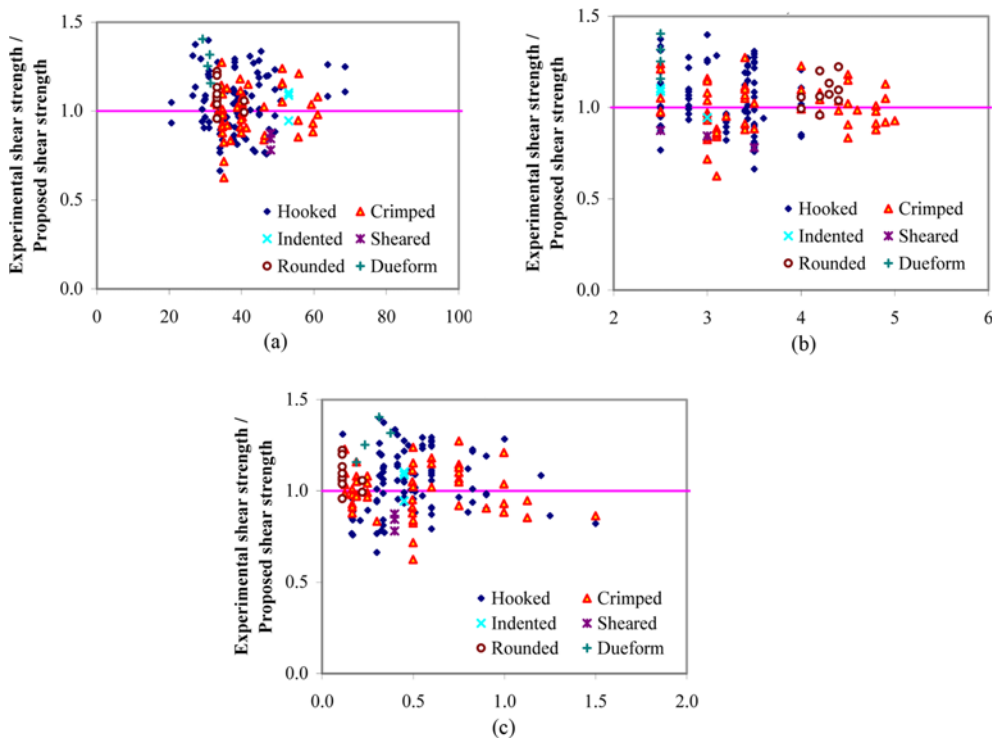 Experimental shear strength /
Proposed shear strength
1.5
1.0
0.5
0.0
Hooked Crimped
Indented Sheared
Rounded Dueform
0 20 40 60 80 100
(a)
Experimental shear strength /
Proposed shear strength
1.5
1.0
0.5
0.0
Hooked Crimped
Indented Sheared
Rounded Dueform
2 3 4 5 6
(b)
Experimental shear strength /
Proposed shear strength
1.5
1.0
0.5
0.0
Hooked Crimped
Indented Sheared
Rounded Dueform
0.0 0.5 1.0 1.5 2.0
(c)